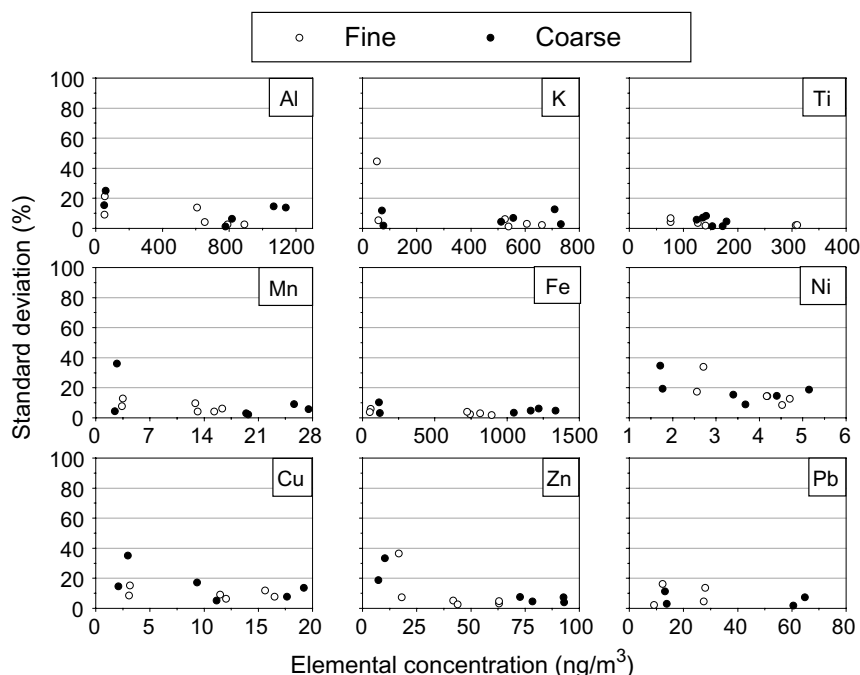 Fine Coarse
100 80 60 40 20 0
Al
0 400 800 1200
K
0 200 400 600 800
Ti
0 100 200 300 400
Standard deviation (%)
100 80 60 40 20 0
Mn
0 7 14 21 28
Fe
0 500 1000 1500
Ni
1 2 3 4 5 6
100 80 60 40 20 0
Cu
0 5 10 15 20
Zn
0 25 50 75 100
Pb
0 20 40 60 80
Elemental concentration (ng/m³)